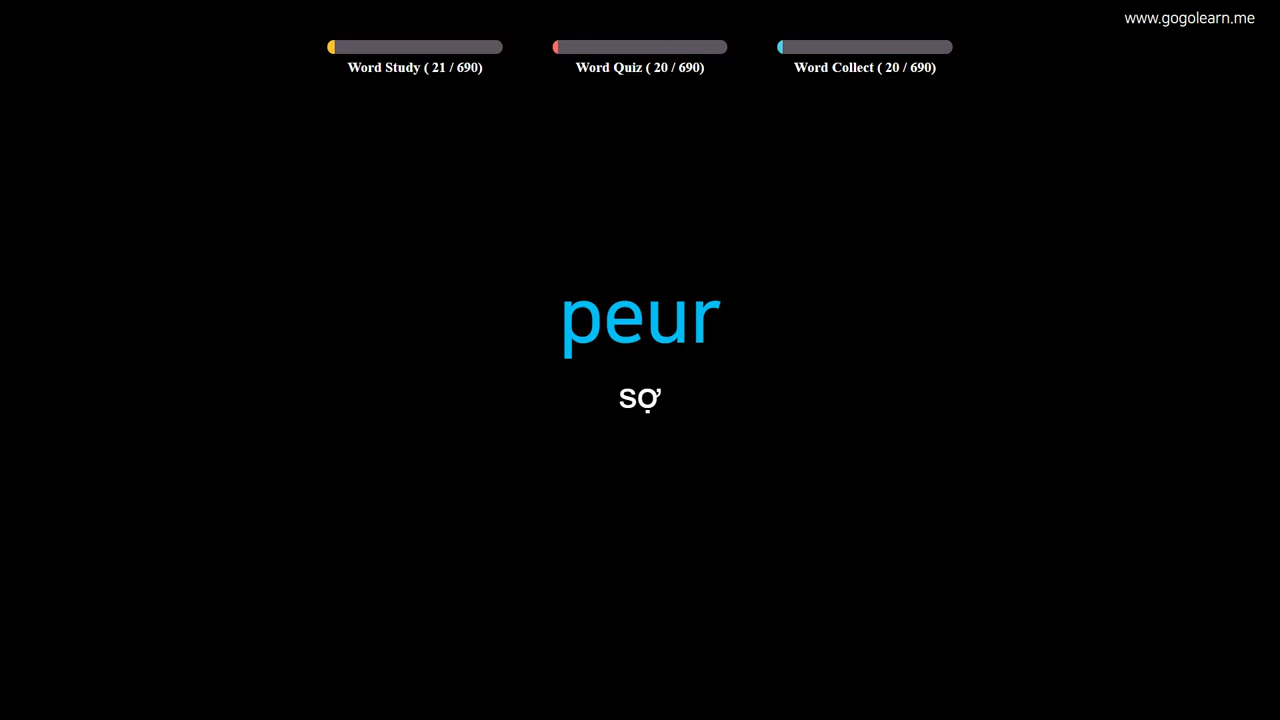 www.gogolearn.me
Word Study ( 21 / 690)
Word Quiz ( 20 / 690)
Word Collect ( 20 / 690)
peur
sợ